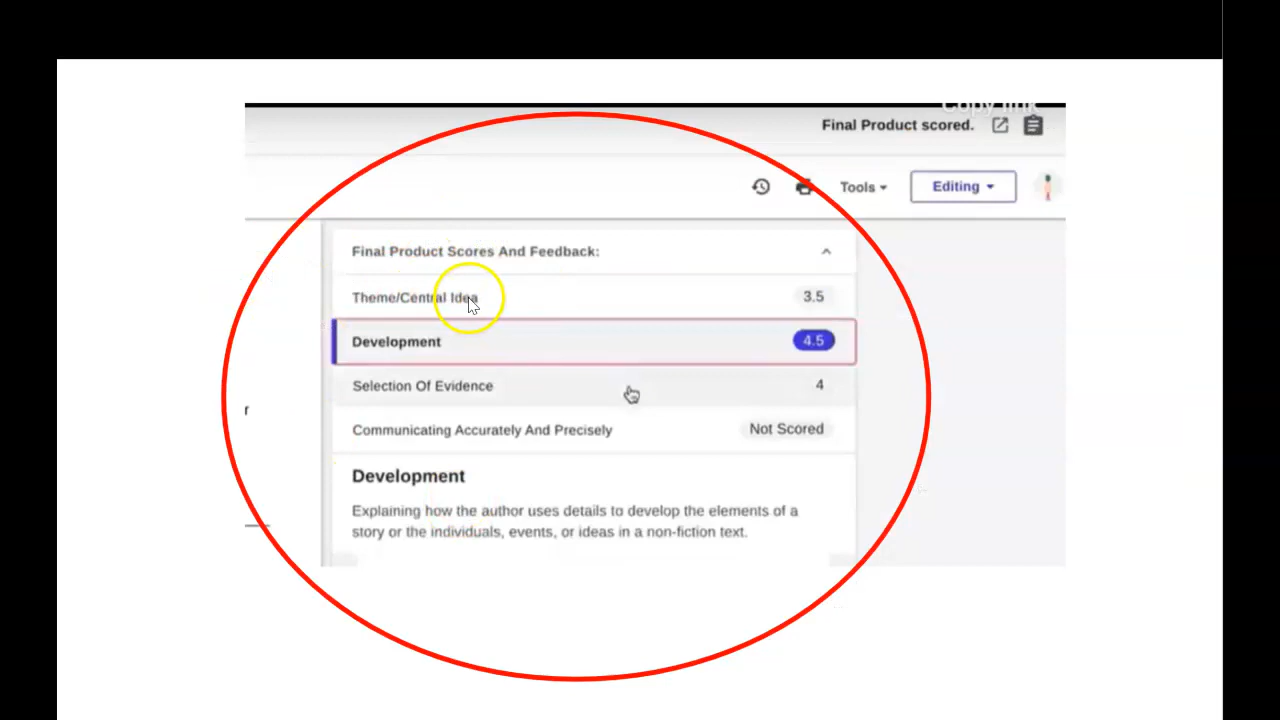 Copy link
Final Product scored.
Tools
Editing
Final Product Scores And Feedback:
Theme/Central Idea 3.5
Development 4.5
Selection Of Evidence 4
r
Communicating Accurately And Precisely Not Scored
Development
Explaining how the author uses details to develop the elements of a
story or the individuals, events, or ideas in a non-fiction text.